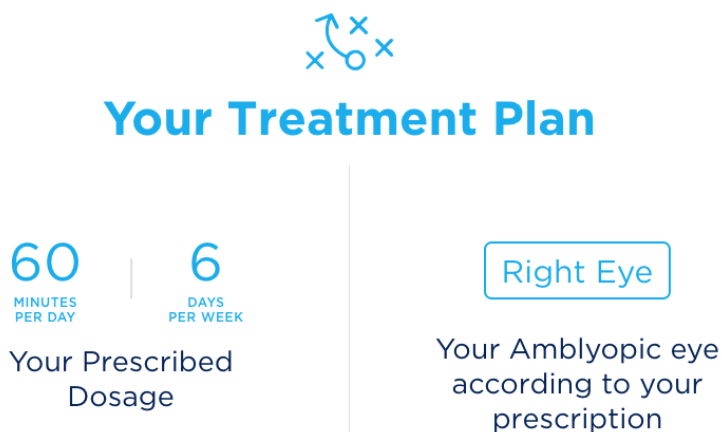 Your Treatment Plan
60
MINUTES
PER DAY
6
DAYS
PER WEEK
Your Prescribed
Dosage
Right Eye
Your Amblyopic eye
according to your
prescription